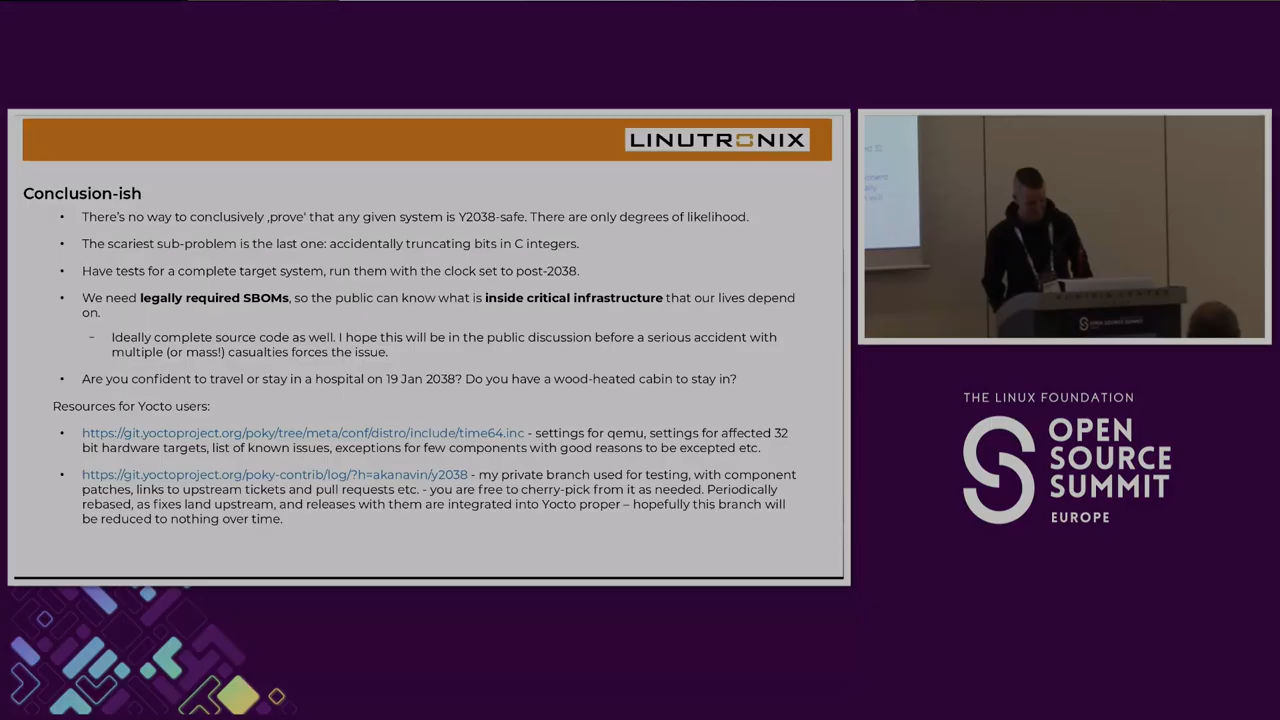 LINUTRONIX
Conclusion-ish
• There's no way to conclusively ‚prove' that any given system is Y2038-safe. There are only degrees of likelihood.
• The scariest sub-problem is the last one: accidentally truncating bits in C integers.
• Have tests for a complete target system, run them with the clock set to post-2038.
• We need legally required SBOMs, so the public can know what is inside critical infrastructure that our lives depend
on.
– Ideally complete source code as well. I hope this will be in the public discussion before a serious accident with
multiple (or mass!) casualties forces the issue.
• Are you confident to travel or stay in a hospital on 19 Jan 2038? Do you have a wood-heated cabin to stay in?
Resources for Yocto users:
• https://git.yoctoproject.org/poky/tree/meta/conf/distro/include/time64.inc - settings for qemu, settings for affected 32
bit hardware targets, list of known issues, exceptions for few components with good reasons to be excepted etc.
• https://git.yoctoproject.org/poky-contrib/log/?h=akanavin/y2038 - my private branch used for testing, with component
patches, links to upstream tickets and pull requests etc. - you are free to cherry-pick from it as needed. Periodically
rebased, as fixes land upstream, and releases with them are integrated into Yocto proper – hopefully this branch will
be reduced to nothing over time.
OPEN SOURCE SUMMIT
THE LINUX FOUNDATION
OPEN
SOURCE
SUMMIT
EUROPE